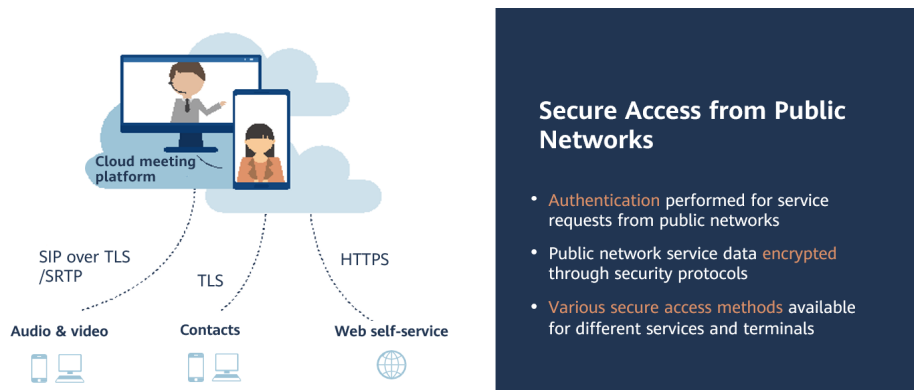 Cloud meeting
platform
SIP over TLS
/SRTP
TLS
HTTPS
Audio & video
Contacts
Web self-service
Secure Access from Public
Networks
• Authentication performed for service
requests from public networks
• Public network service data encrypted
through security protocols
• Various secure access methods available
for different services and terminals